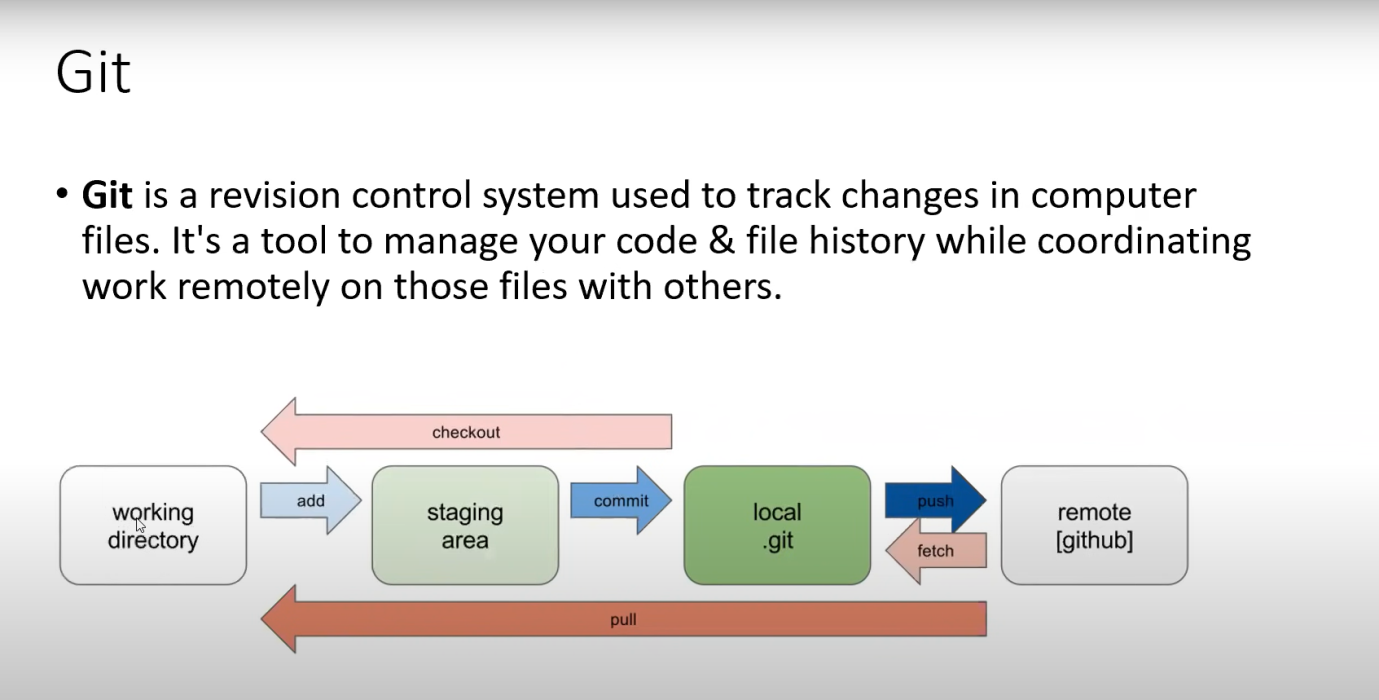 Git
• Git is a revision control system used to track changes in computer
files. It's a tool to manage your code & file history while coordinating
work remotely on those files with others.
checkout
working
directory
add
staging
area
commit
local
.git
push
fetch
remote
[github]
pull